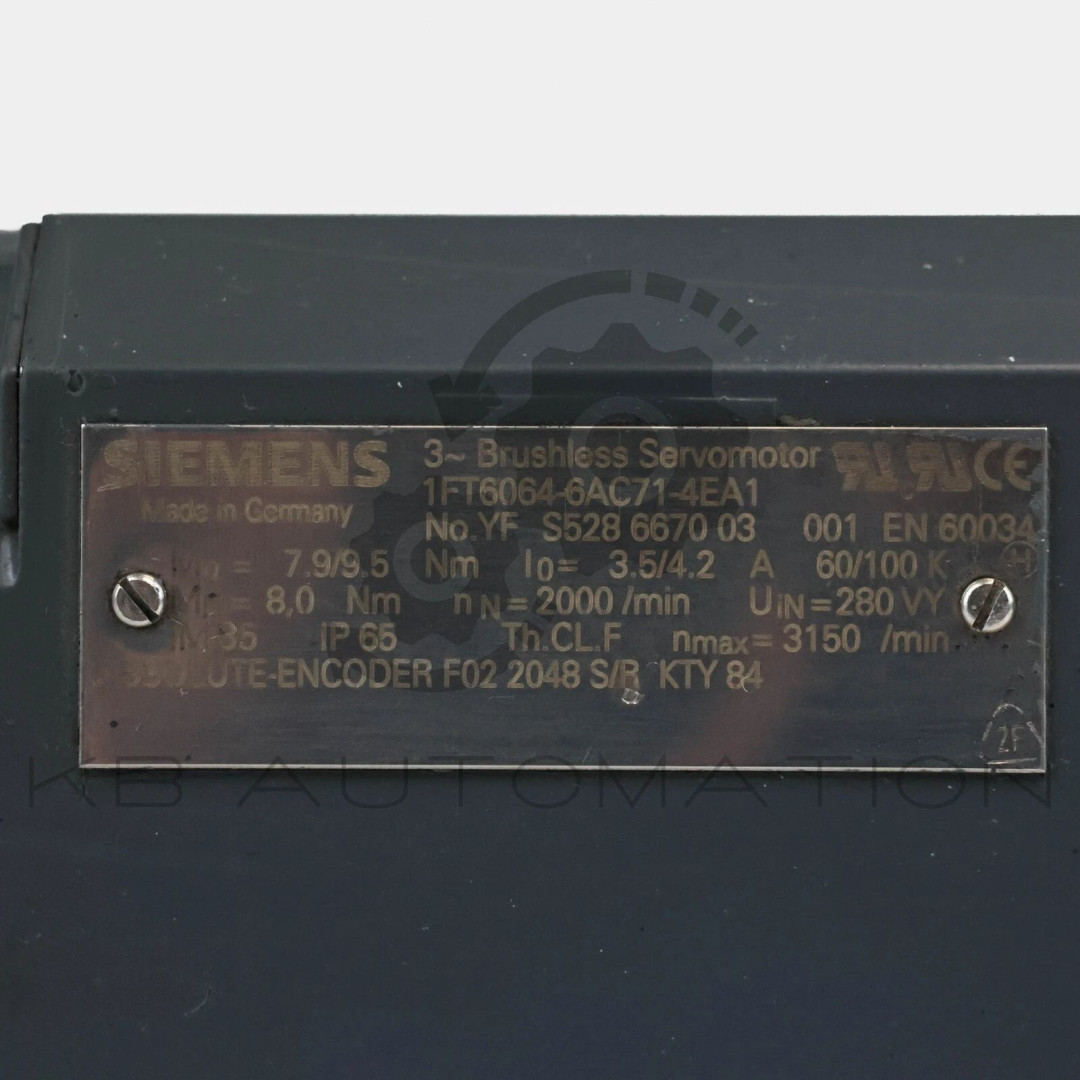 SIEMENS 3~ Brushless Servomotor
1FT6064-6AC71-4EA1
Made in Germany
No.YF S528 6670 03 001 EN 60034
M0 = 7.9/9.5 Nm I0= 3.5/4.2 A 60/100 K
= 8,0 Nm nN=2000 /min UIN=280 VY
IP 65 Th.CL.F nmax= 3150 /min
F02 2048 S/R KTY 84
2F
KB AUTOMATION